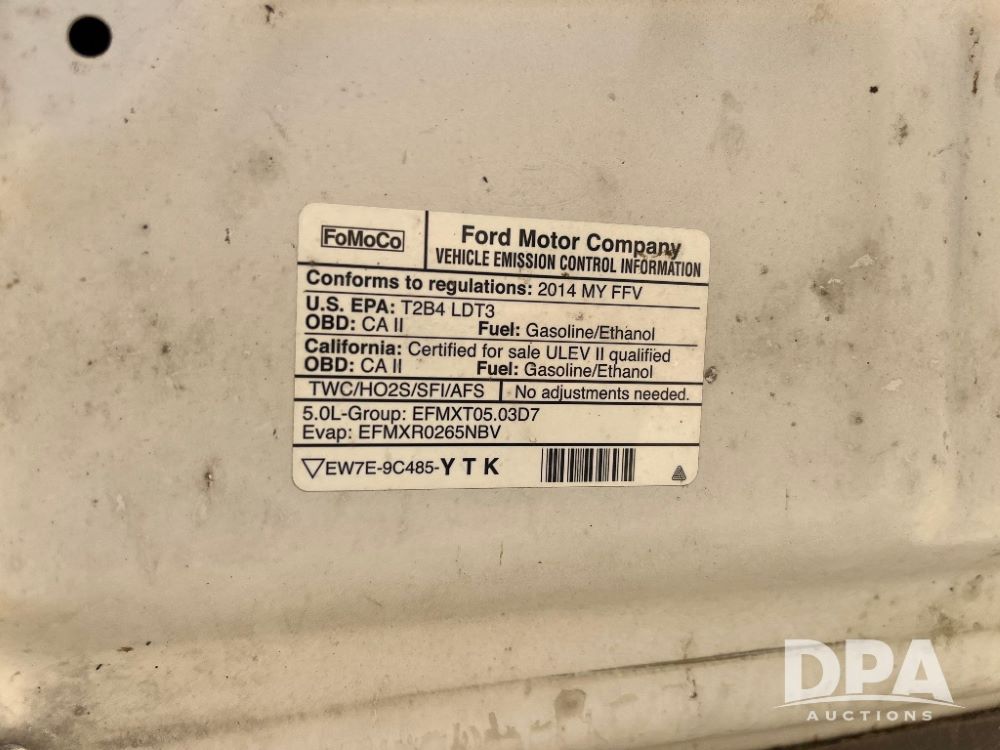 FoMoCo
Ford Motor Company
VEHICLE EMISSION CONTROL INFORMATION
Conforms to regulations: 2014 MY FFV
U.S. EPA: T2B4 LDT3
OBD: CA II Fuel: Gasoline/Ethanol
California: Certified for sale ULEV II qualified
OBD: CA II Fuel: Gasoline/Ethanol
TWC/HO2S/SFI/AFS No adjustments needed.
5.0L-Group: EFMXT05.03D7
Evap: EFMXR0265NBV
EW7E-9C485-Y T K
DPA
AUCTIONS